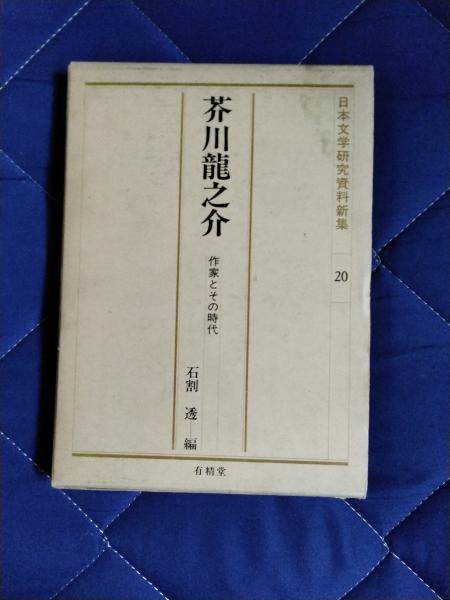 日本文学研究資料新集
20
芥川龍之介
作家とその時代
石割 透 編
有精堂